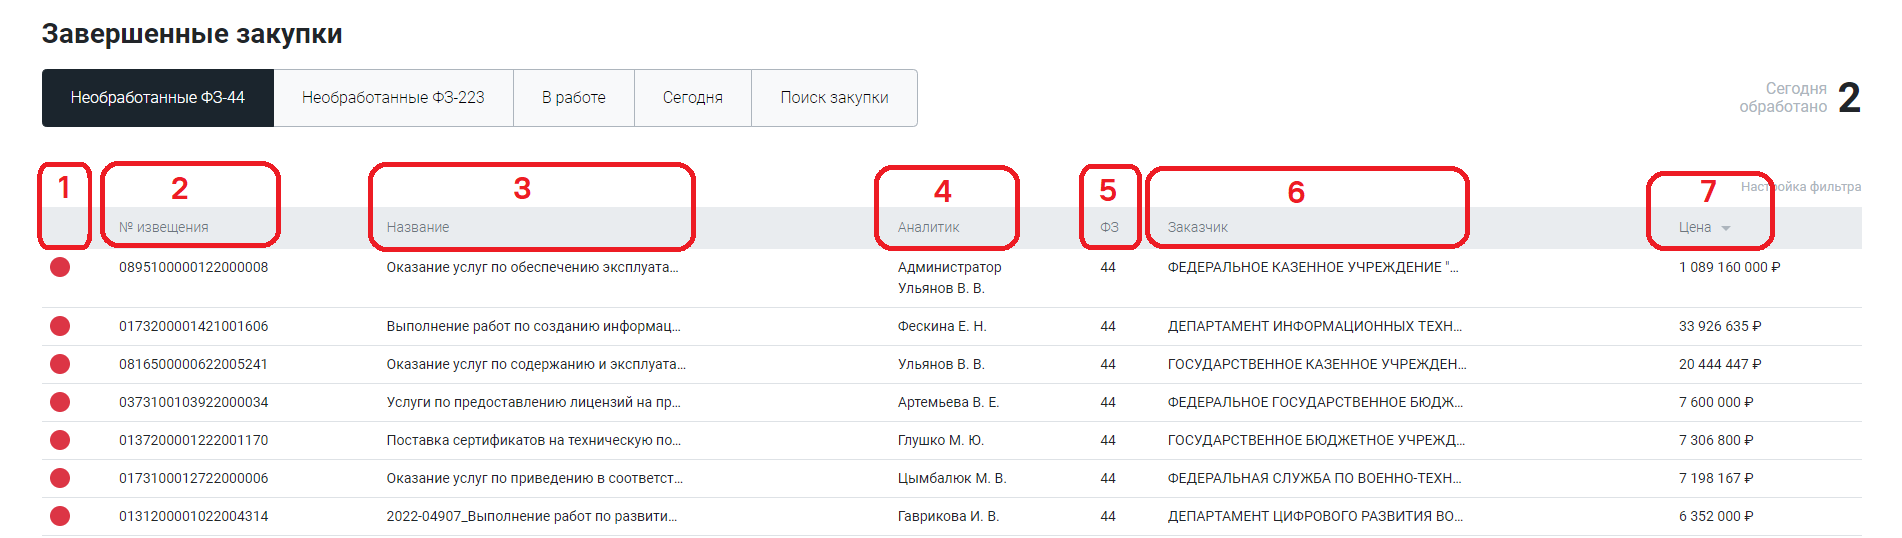 Завершенные закупки
Необработанные ФЗ-44 Необработанные ФЗ-223 В работе Сегодня Поиск закупки
Сегодня обработано 2
1 2 3 4 5 6 7
Настройка фильтра
№ извещения Название Аналитик ФЗ Заказчик Цена
0895100000122000008 Оказание услуг по обеспечению эксплуата... Администратор Ульянов В. В. 44 ФЕДЕРАЛЬНОЕ КАЗЕННОЕ УЧРЕЖДЕНИЕ "... 1 089 160 000 ₽
0173200001421001606 Выполнение работ по созданию информац... Фескина Е. Н. 44 ДЕПАРТАМЕНТ ИНФОРМАЦИОННЫХ ТЕХН... 33 926 635 ₽
0816500000622005241 Оказание услуг по содержанию и эксплуата... Ульянов В. В. 44 ГОСУДАРСТВЕННОЕ КАЗЕННОЕ УЧРЕЖДЕН... 20 444 447 ₽
0373100103922000034 Услуги по предоставлению лицензий на пр... Артемьева В. Е. 44 ФЕДЕРАЛЬНОЕ ГОСУДАРСТВЕННОЕ БЮДЖ... 7 600 000 ₽
0137200001222001170 Поставка сертификатов на техническую по... Глушко М. Ю. 44 ГОСУДАРСТВЕННОЕ БЮДЖЕТНОЕ УЧРЕЖД... 7 306 800 ₽
0173100012722000006 Оказание услуг по приведению в соответст... Цымбалюк М. В. 44 ФЕДЕРАЛЬНАЯ СЛУЖБА ПО ВОЕННО-ТЕХН... 7 198 167 ₽
0131200001022004314 2022-04907_Выполнение работ по развити... Гаврикова И. В. 44 ДЕПАРТАМЕНТ ЦИФРОВОГО РАЗВИТИЯ ВО... 6 352 000 ₽